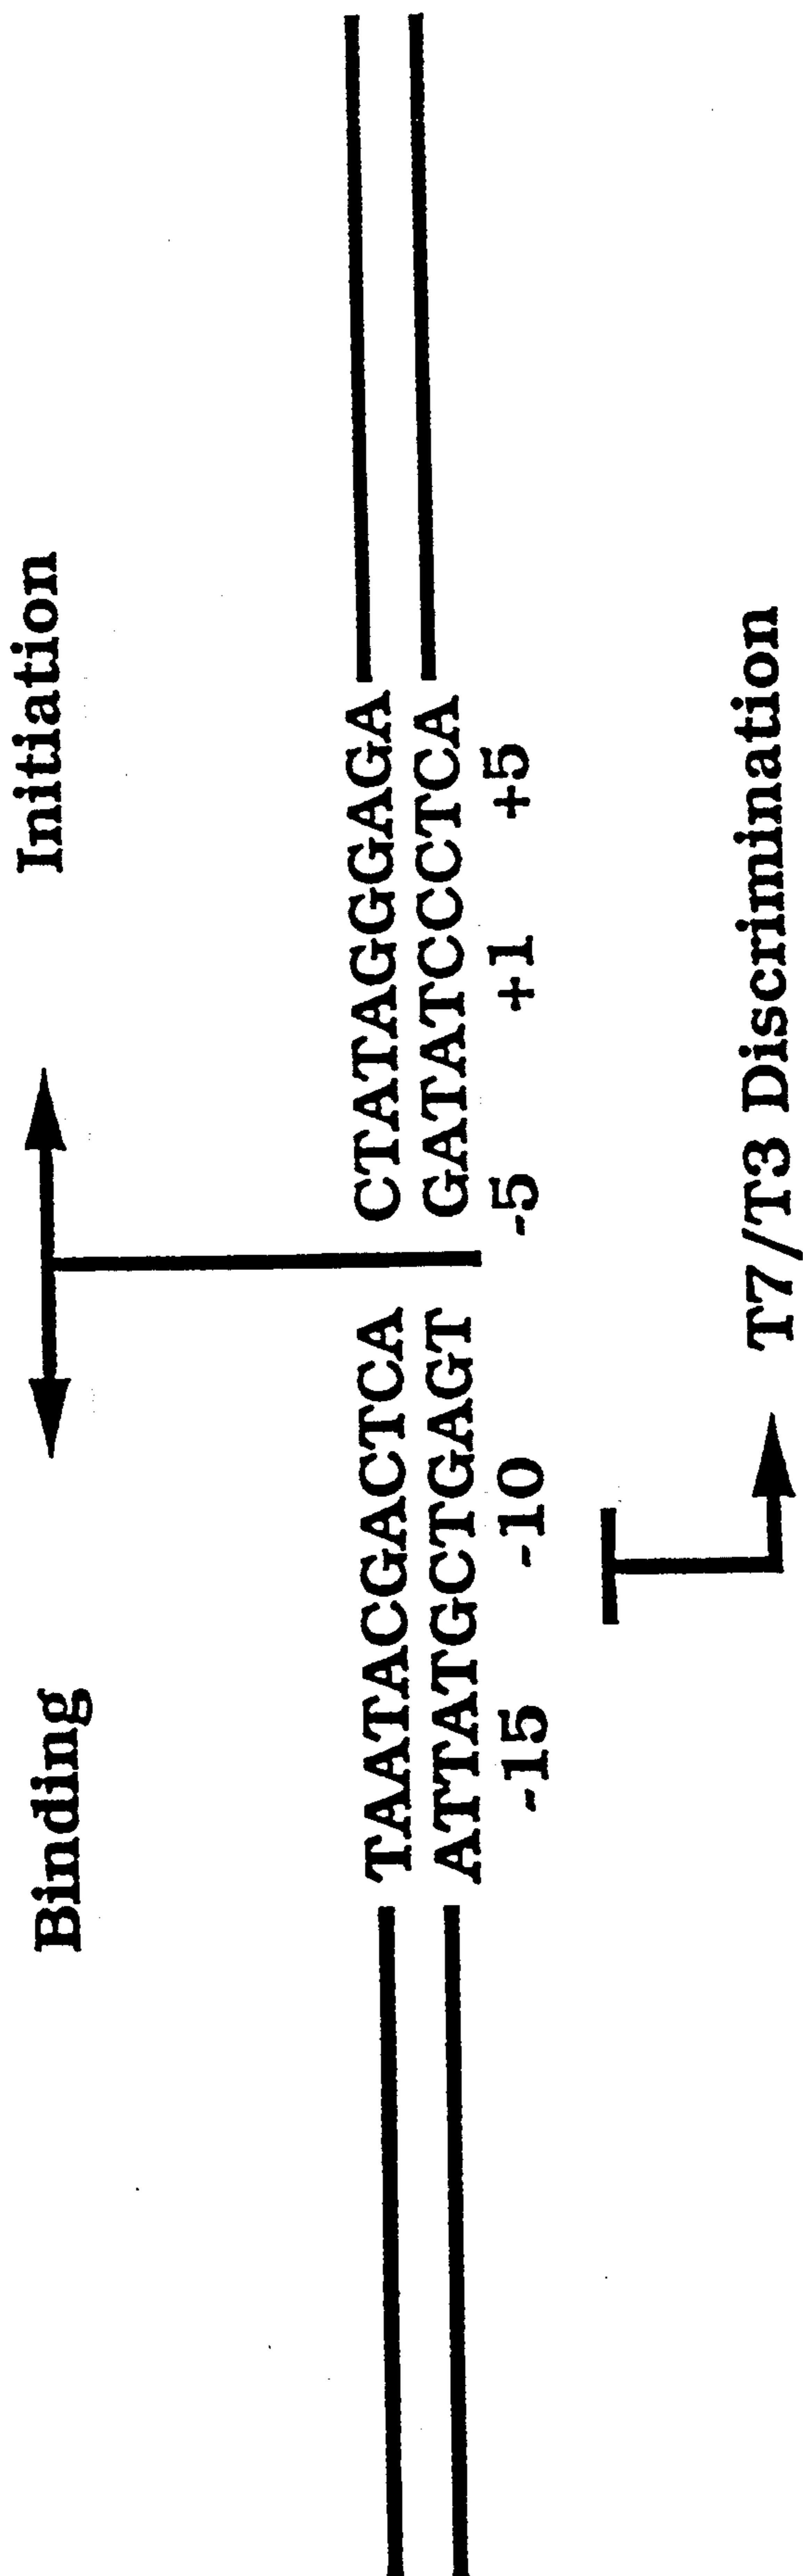 Binding Initiation
TAATACGACTCA CTATAGGGAGA
ATTATGCTGAGT GATATCCCTCA
-15 -10 -5 +1 +5
T7/T3 Discrimination